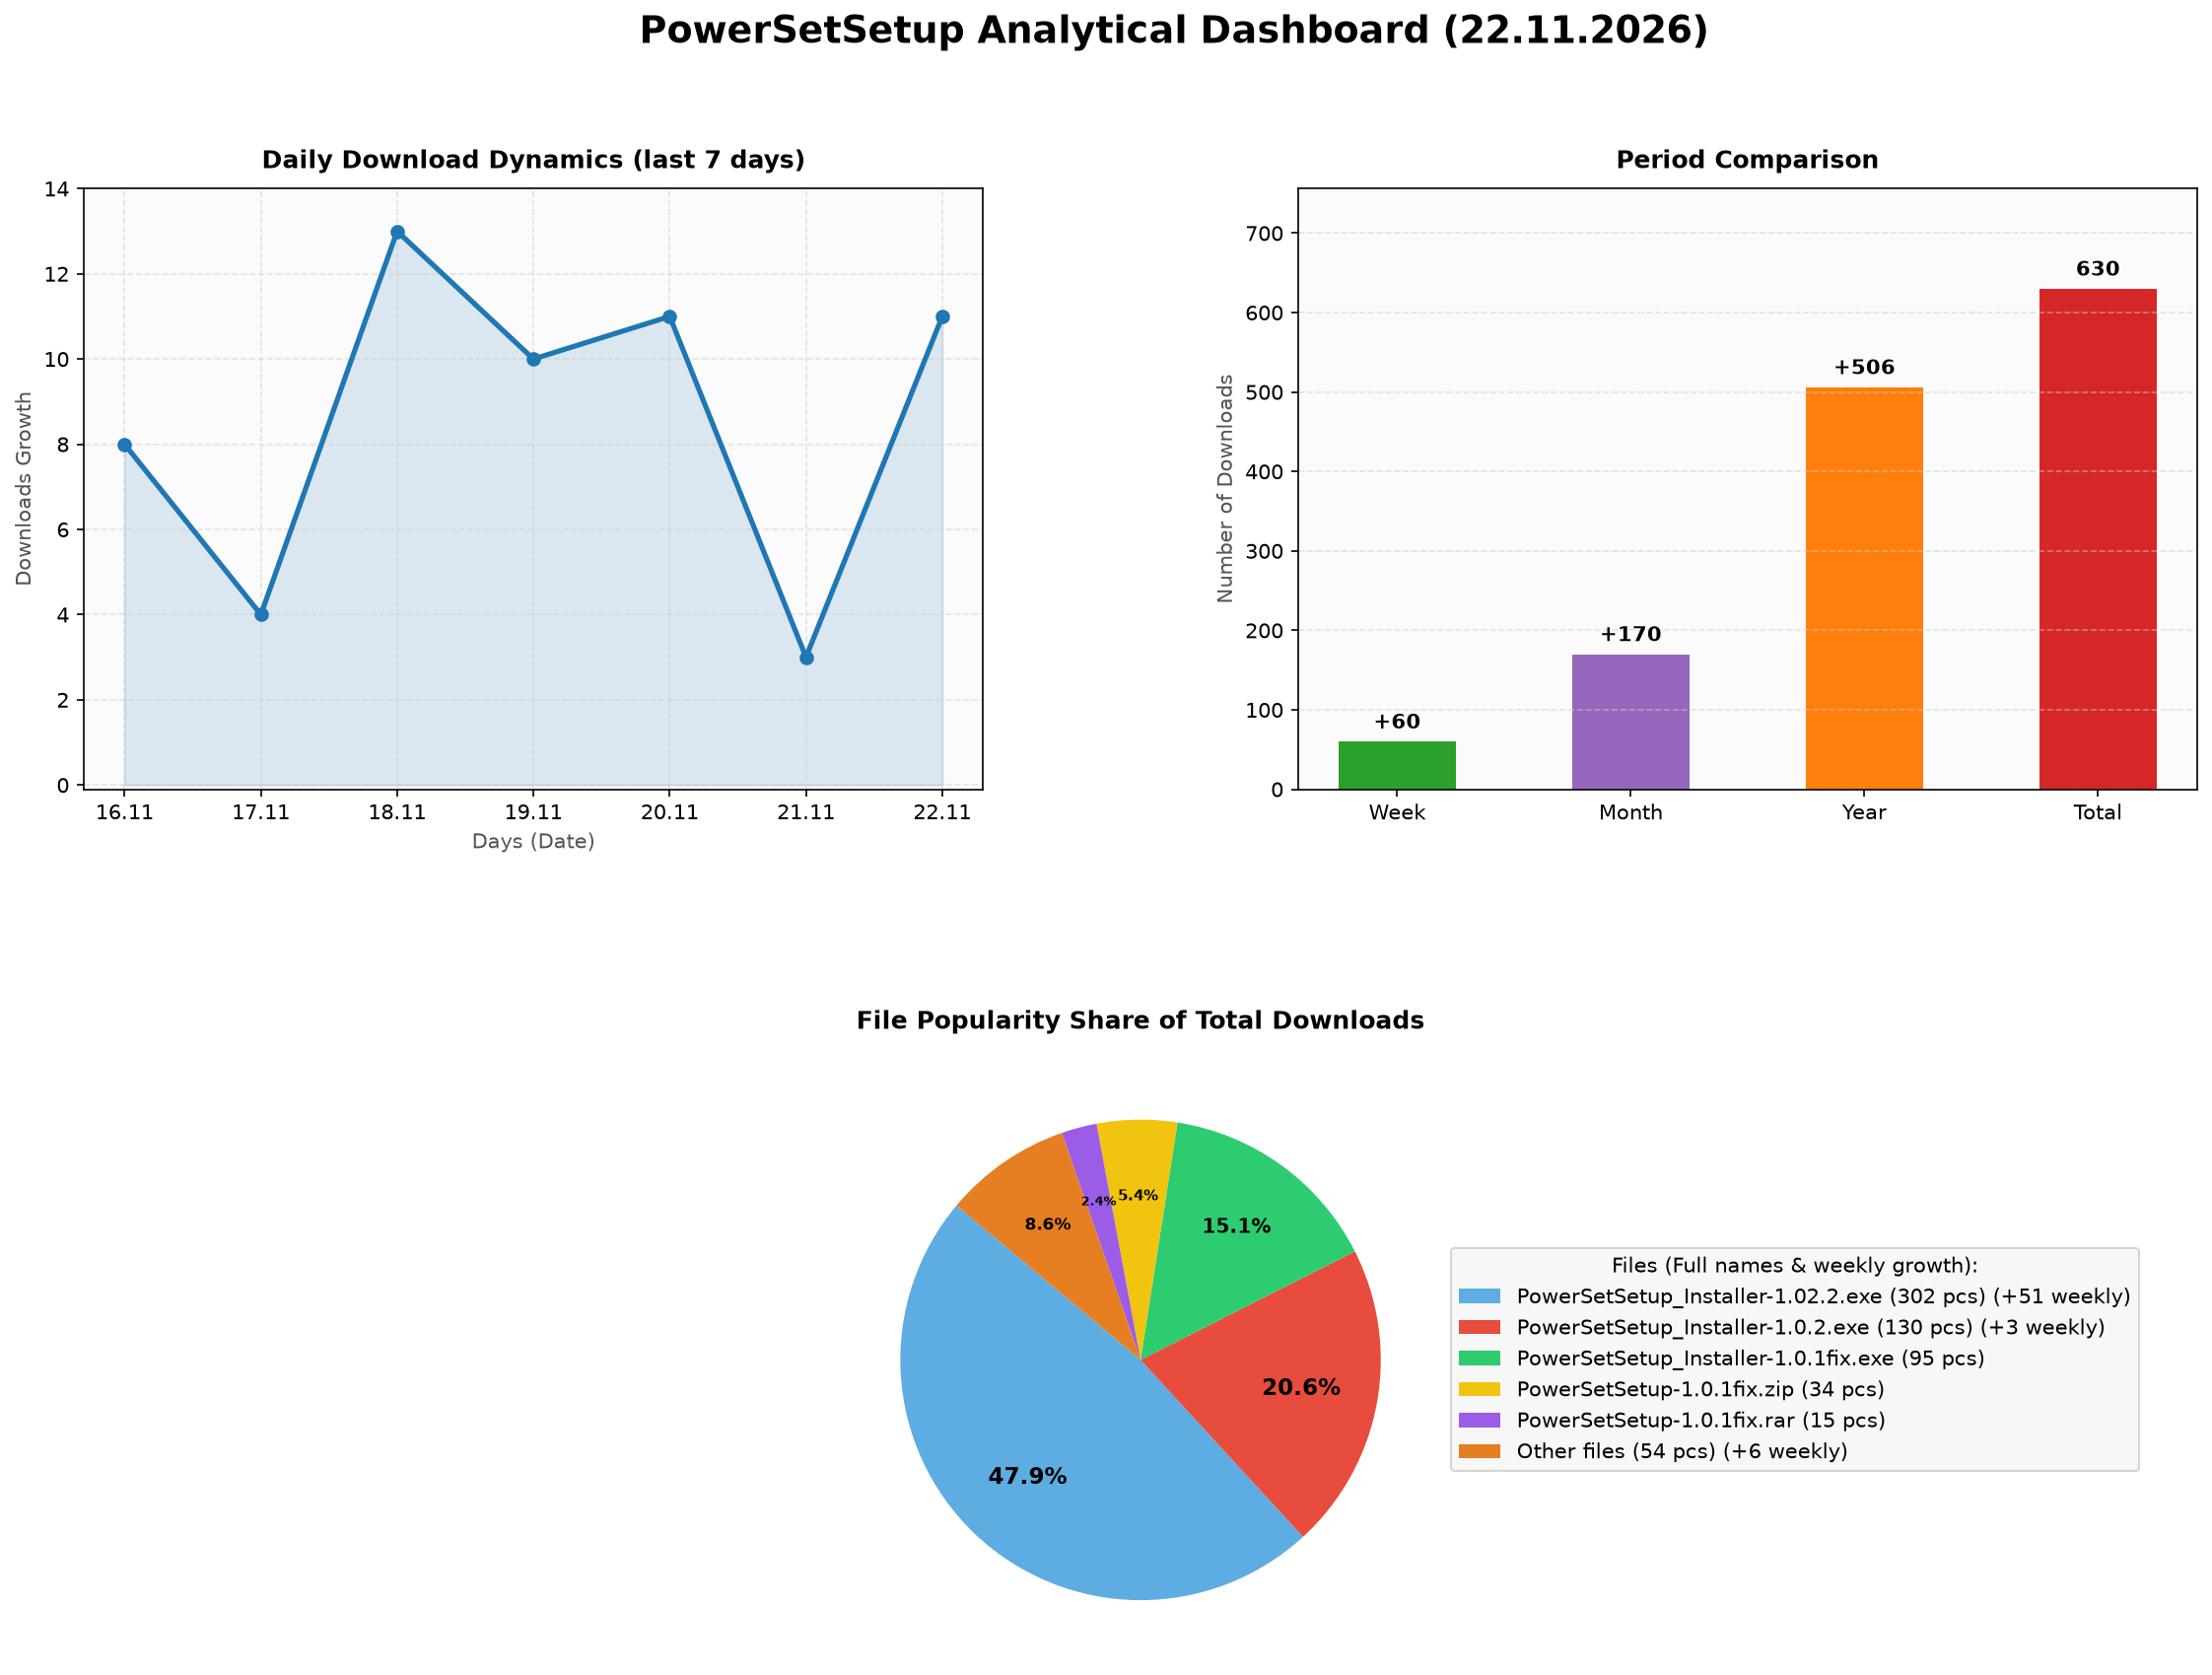 PowerSetSetup Analytical Dashboard (22.11.2026)
Daily Download Dynamics (last 7 days)
Downloads Growth
14
12
10
8
6
4
2
0
16.11 17.11 18.11 19.11 20.11 21.11 22.11
Days (Date)
Period Comparison
Number of Downloads
700
600
500
400
300
200
100
0
+60
+170
+506
630
Week Month Year Total
File Popularity Share of Total Downloads
47.9%
20.6%
15.1%
5.4%
2.4%
8.6%
Files (Full names & weekly growth):
PowerSetSetup_Installer-1.02.2.exe (302 pcs) (+51 weekly)
PowerSetSetup_Installer-1.0.2.exe (130 pcs) (+3 weekly)
PowerSetSetup_Installer-1.0.1fix.exe (95 pcs)
PowerSetSetup-1.0.1fix.zip (34 pcs)
PowerSetSetup-1.0.1fix.rar (15 pcs)
Other files (54 pcs) (+6 weekly)